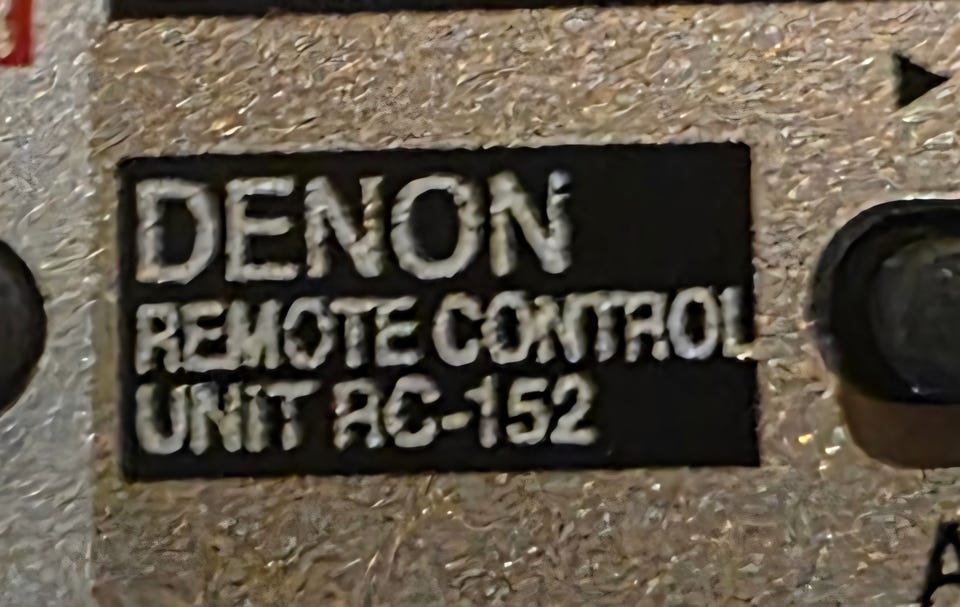 DENON
REMOTE CONTROL
UNIT RC-152